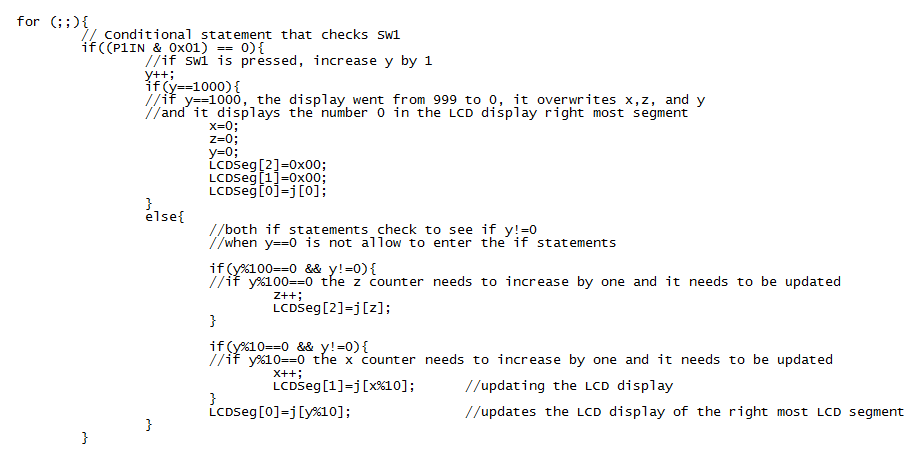 for (;;){
// Conditional statement that checks SW1
if((P1IN & 0x01) == 0){
//if SW1 is pressed, increase y by 1
y++;
if(y==1000){
//if y==1000, the display went from 999 to 0, it overwrites x,z, and y
//and it displays the number 0 in the LCD display right most segment
x=0;
z=0;
y=0;
LCDSeg[2]=0x00;
LCDSeg[1]=0x00;
LCDSeg[0]=j[0];
}
else{
//both if statements check to see if y!=0
//when y==0 is not allow to enter the if statements
if(y%100==0 && y!=0){
//if y%100==0 the z counter needs to increase by one and it needs to be updated
z++;
LCDSeg[2]=j[z];
}
if(y%10==0 && y!=0){
//if y%10==0 the x counter needs to increase by one and it needs to be updated
x++;
LCDSeg[1]=j[x%10]; //updating the LCD display
}
LCDSeg[0]=j[y%10]; //updates the LCD display of the right most LCD segment
}
}